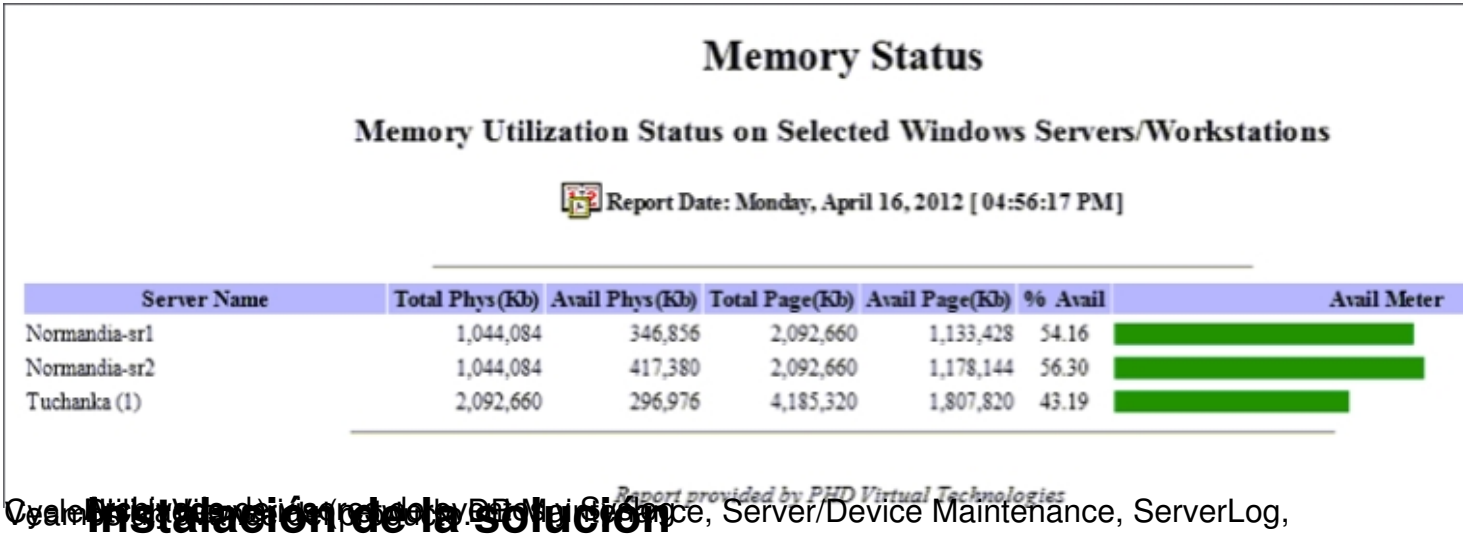 Memory Status
Memory Utilization Status on Selected Windows Servers/Workstations
Report Date: Monday, April 16, 2012 [ 04:56:17 PM]
Server Name Total Phys(Kb) Avail Phys(Kb) Total Page(Kb) Avail Page(Kb) % Avail Avail Meter
Normandia-sr1 1,044,084 346,856 2,092,660 1,133,428 54.16
Normandia-sr2 1,044,084 417,380 2,092,660 1,178,144 56.30
Tuchanka (1) 2,092,660 296,976 4,185,320 1,807,820 43.19
Report provided by PHD Virtual Technologies
Instalación de la solución
Server/Device Maintenance, ServerLog,